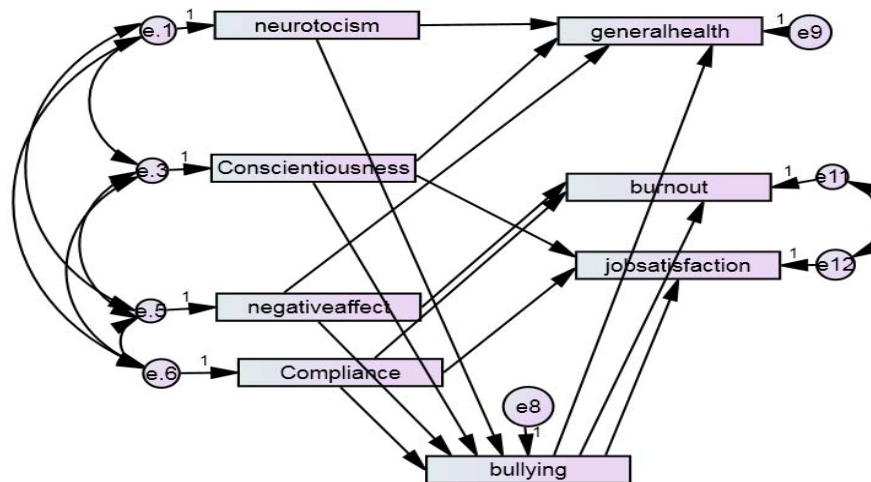 e.1
1
neurotocism
generalhealth
e9
1
e.3
1
Conscientiousness
burnout
1
e11
jobsatisfaction
1
e12
e.5
1
negativeaffect
e.6
1
Compliance
e8
1
bullying